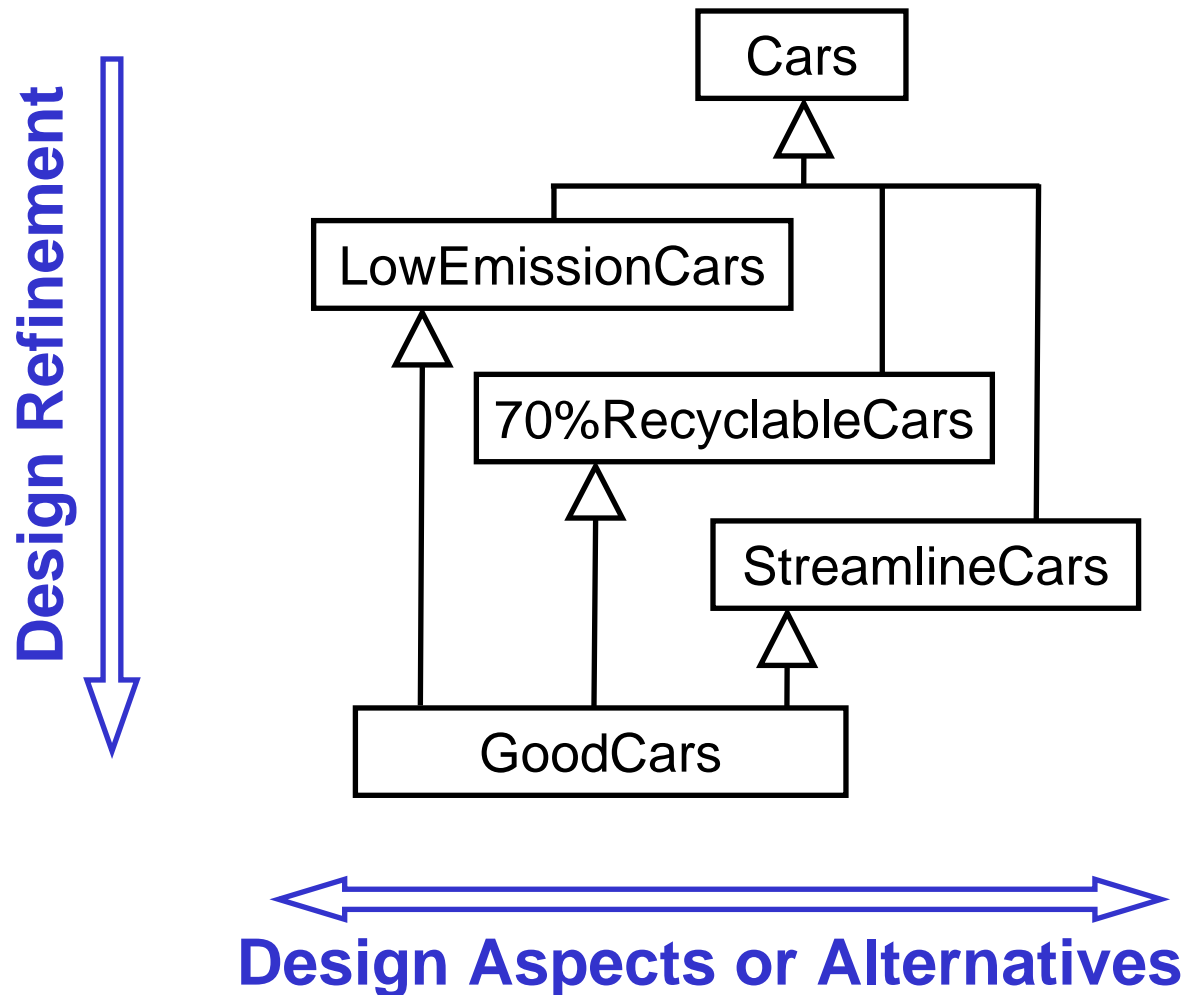 Cars
LowEmissionCars
70%RecyclableCars
StreamlineCars
GoodCars
Design Refinement
Design Aspects or Alternatives